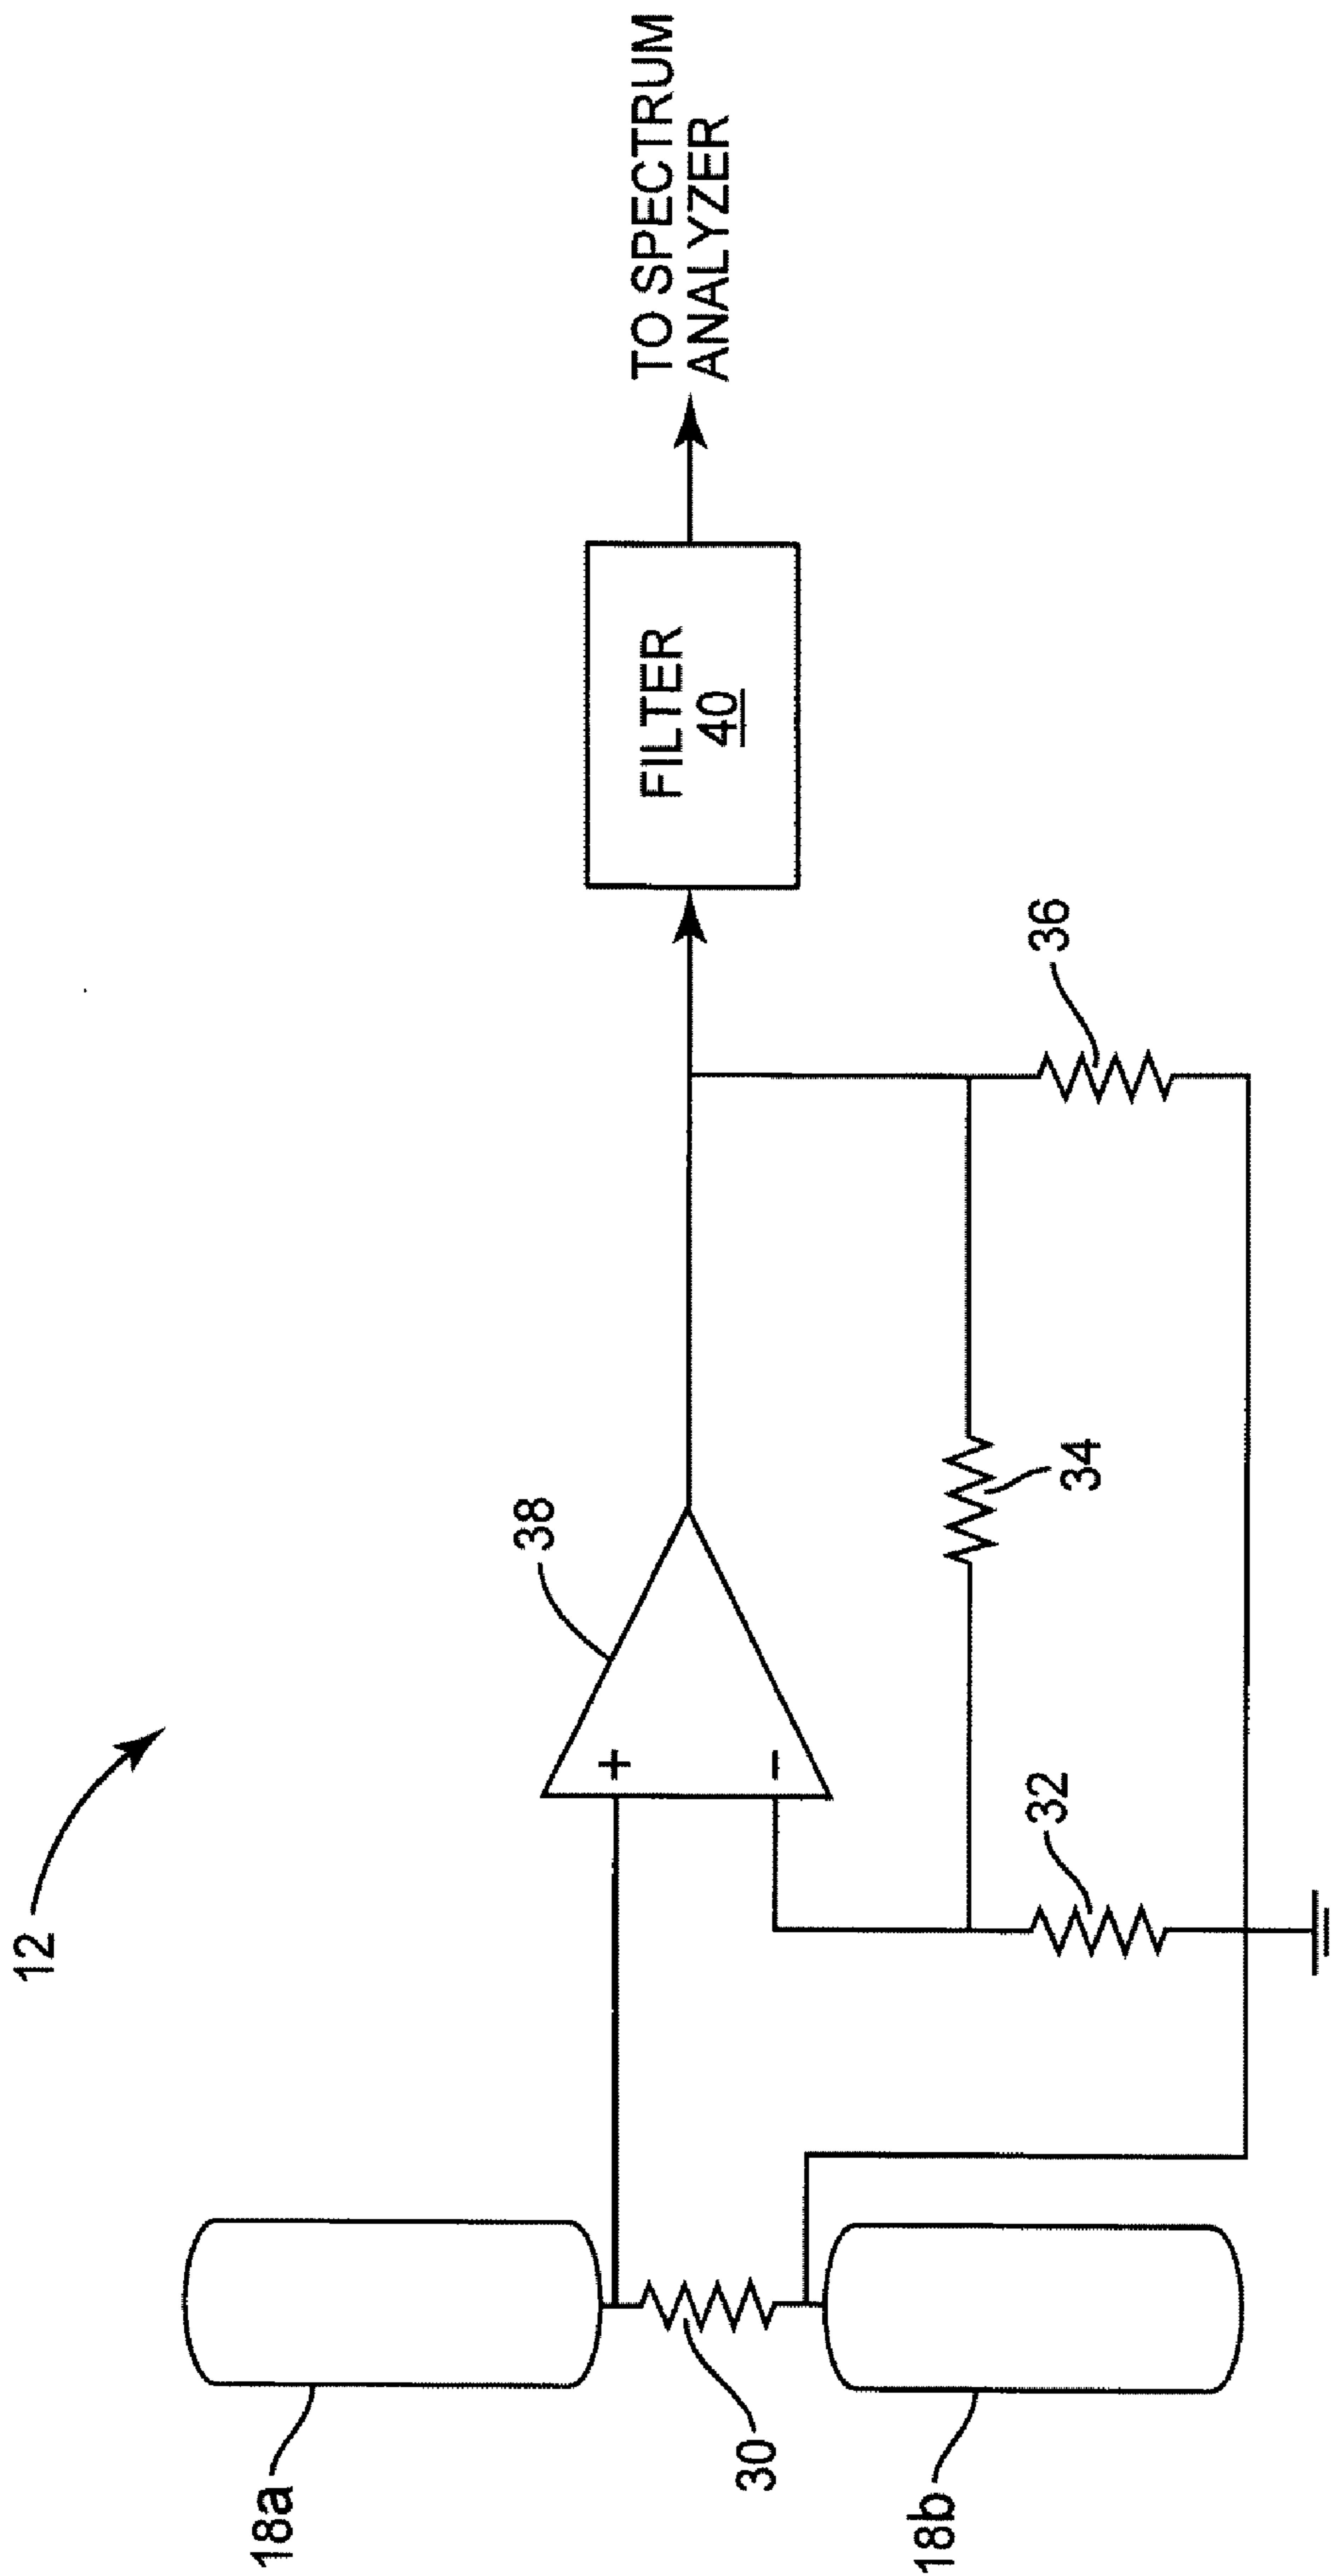 12
18a
30
18b
38
+
−
32
34
36
FILTER
40
TO SPECTRUM
ANALYZER